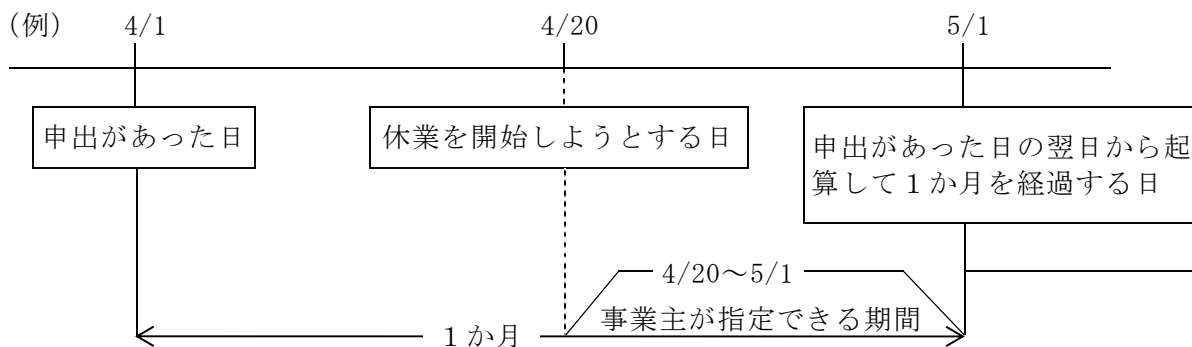 (例) 4/1 4/20 5/1
申出があった日
休業を開始しようとする日
申出があった日の翌日から起
算して１か月を経過する日
4/20～5/1
事業主が指定できる期間
１か月